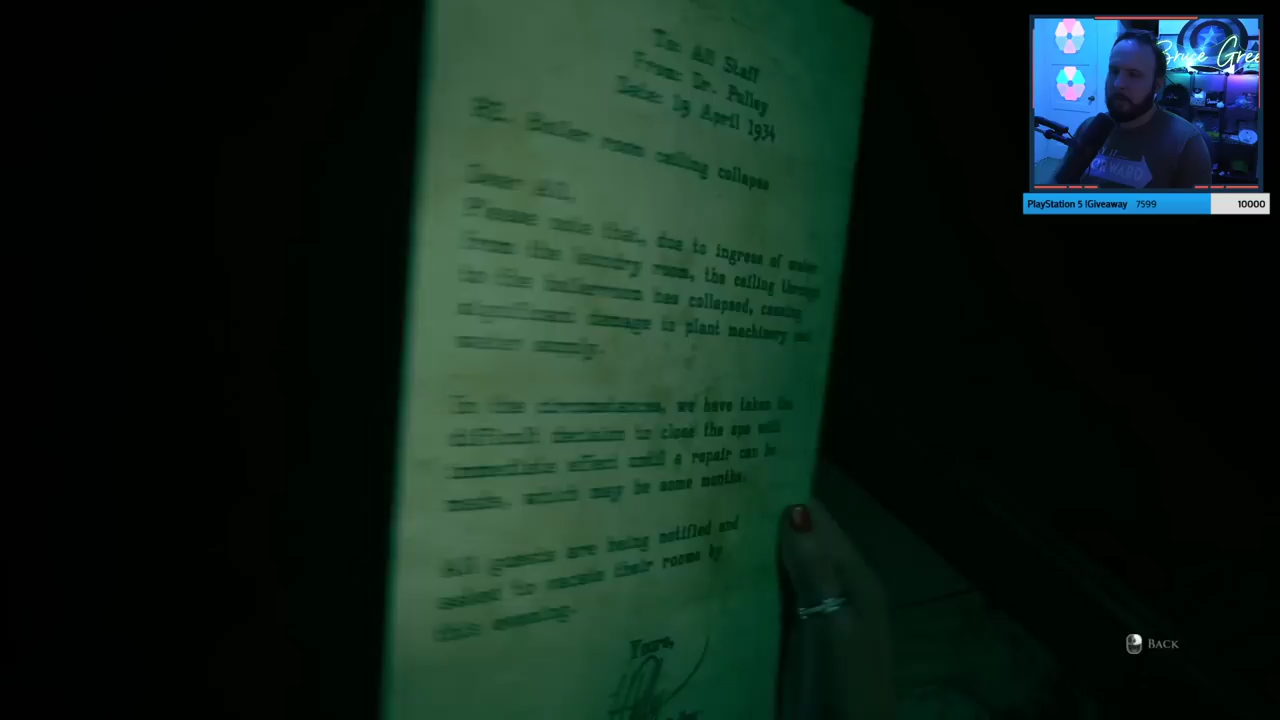 To: All Staff
From: Dr. Pulley
Date: 19 April 1934
RE. Boiler room ceiling collapse
Dear All,
Please note that, due to ingress of water
from the laundry room, the ceiling through
to the boilerroom has collapsed, causing
significant damage to plant machinery and
water supply.
In the circumstances, we have taken the
difficult decision to close the spa with
immediate effect until a repair can be
made, which may be some months.
All guests are being notified and
asked to vacate their rooms by
this evening.
Yours,
Bruce Gree
WARD
PlayStation 5 !Giveaway 7599 10000
BACK